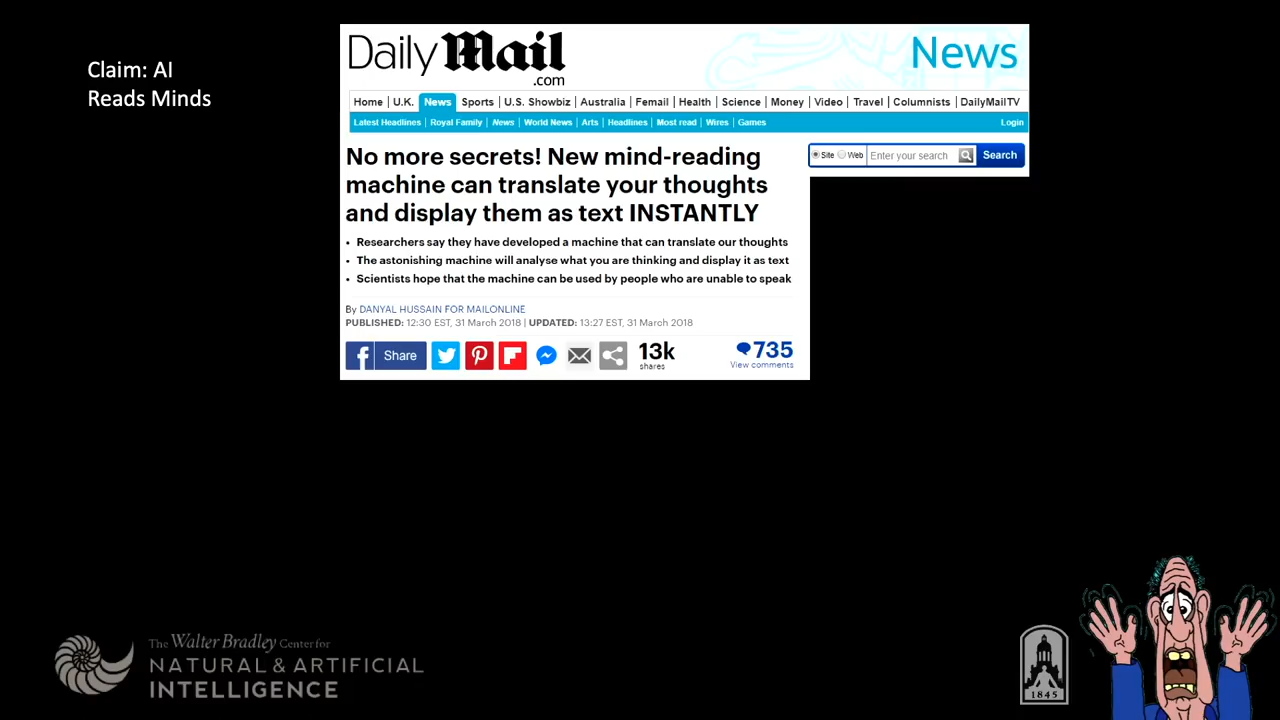 Claim: AI
Reads Minds
Daily Mail
.com
News
Home U.K. News Sports U.S. Showbiz Australia Femail Health Science Money Video Travel Columnists DailyMailTV
Latest Headlines Royal Family News World News Arts Headlines Most read Wires Games Login
Site Web Enter your search Search
No more secrets! New mind-reading
machine can translate your thoughts
and display them as text INSTANTLY
• Researchers say they have developed a machine that can translate our thoughts
• The astonishing machine will analyse what you are thinking and display it as text
• Scientists hope that the machine can be used by people who are unable to speak
By DANYAL HUSSAIN FOR MAILONLINE
PUBLISHED: 12:30 EST, 31 March 2018 | UPDATED: 13:27 EST, 31 March 2018
Share 13k shares 735 View comments
The Walter Bradley Center for
NATURAL & ARTIFICIAL
INTELLIGENCE
1845